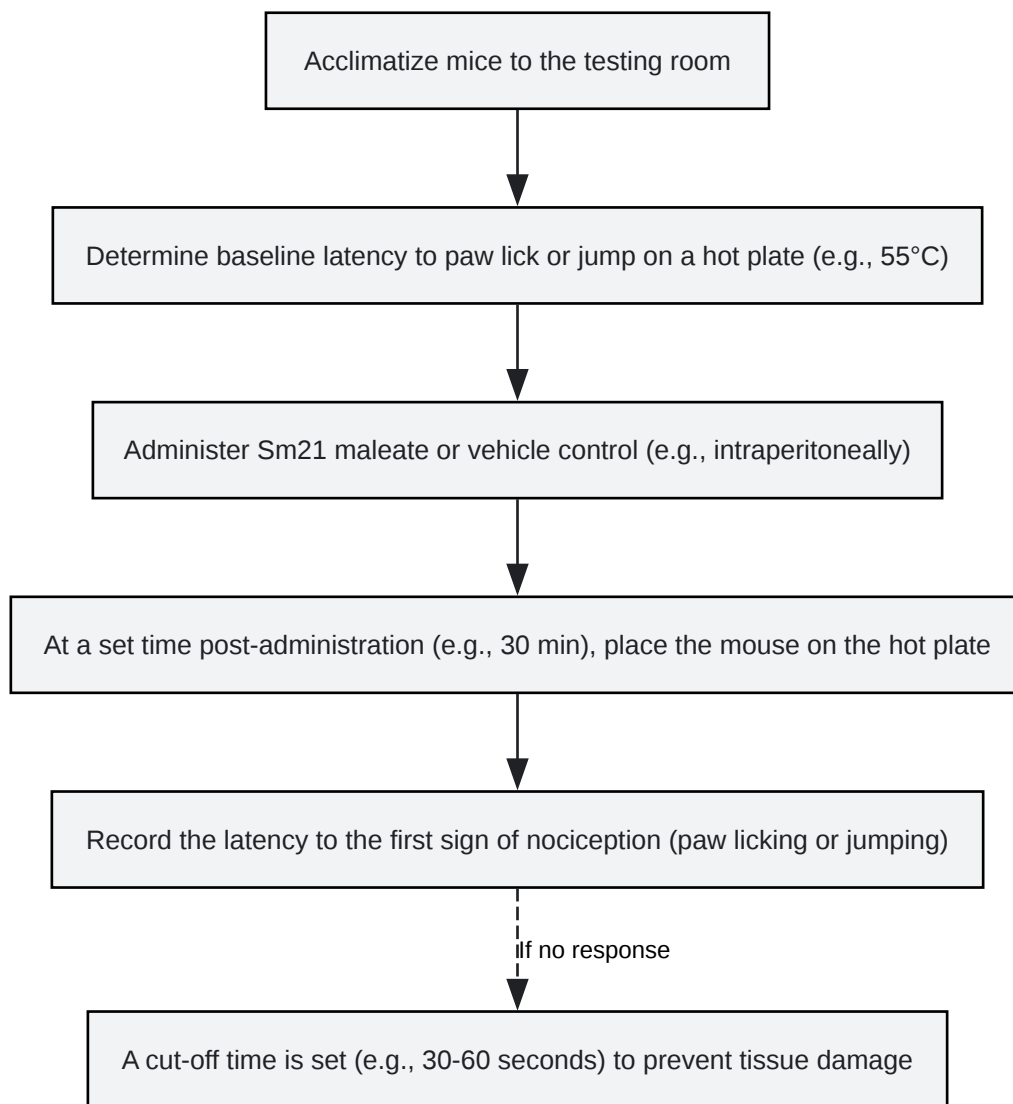 Acclimatize mice to the testing room
Determine baseline latency to paw lick or jump on a hot plate (e.g., 55°C)
Administer Sm21 maleate or vehicle control (e.g., intraperitoneally)
At a set time post-administration (e.g., 30 min), place the mouse on the hot plate
Record the latency to the first sign of nociception (paw licking or jumping)
If no response
A cut-off time is set (e.g., 30-60 seconds) to prevent tissue damage